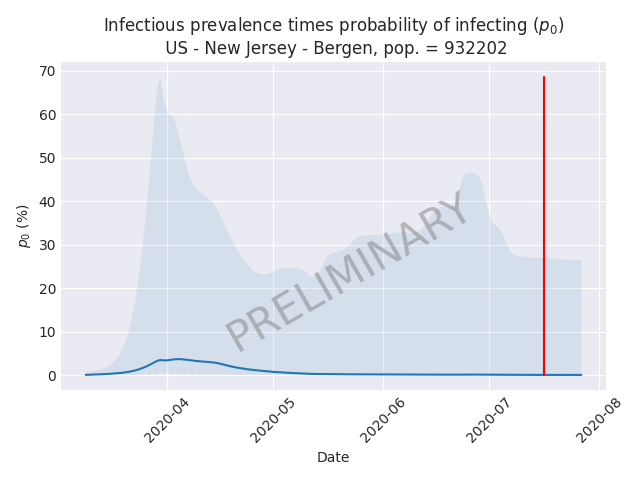 Infectious prevalence times probability of infecting (p₀)
US - New Jersey - Bergen, pop. = 932202
70
60
50
40
30
20
10
0
p₀ (%)
PRELIMINARY
2020-04
2020-05
2020-06
2020-07
2020-08
Date